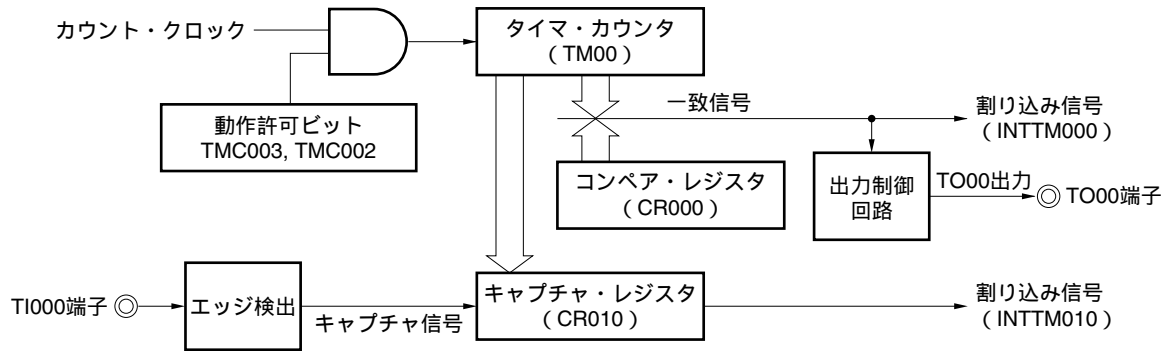 カウント・クロック
タイマ・カウンタ
（TM00）
動作許可ビット
TMC003, TMC002
一致信号
割り込み信号
（INTTM000）
コンペア・レジスタ
（CR000）
出力制御
回路
TO00出力
TO00端子
TI000端子
エッジ検出
キャプチャ信号
キャプチャ・レジスタ
（CR010）
割り込み信号
（INTTM010）